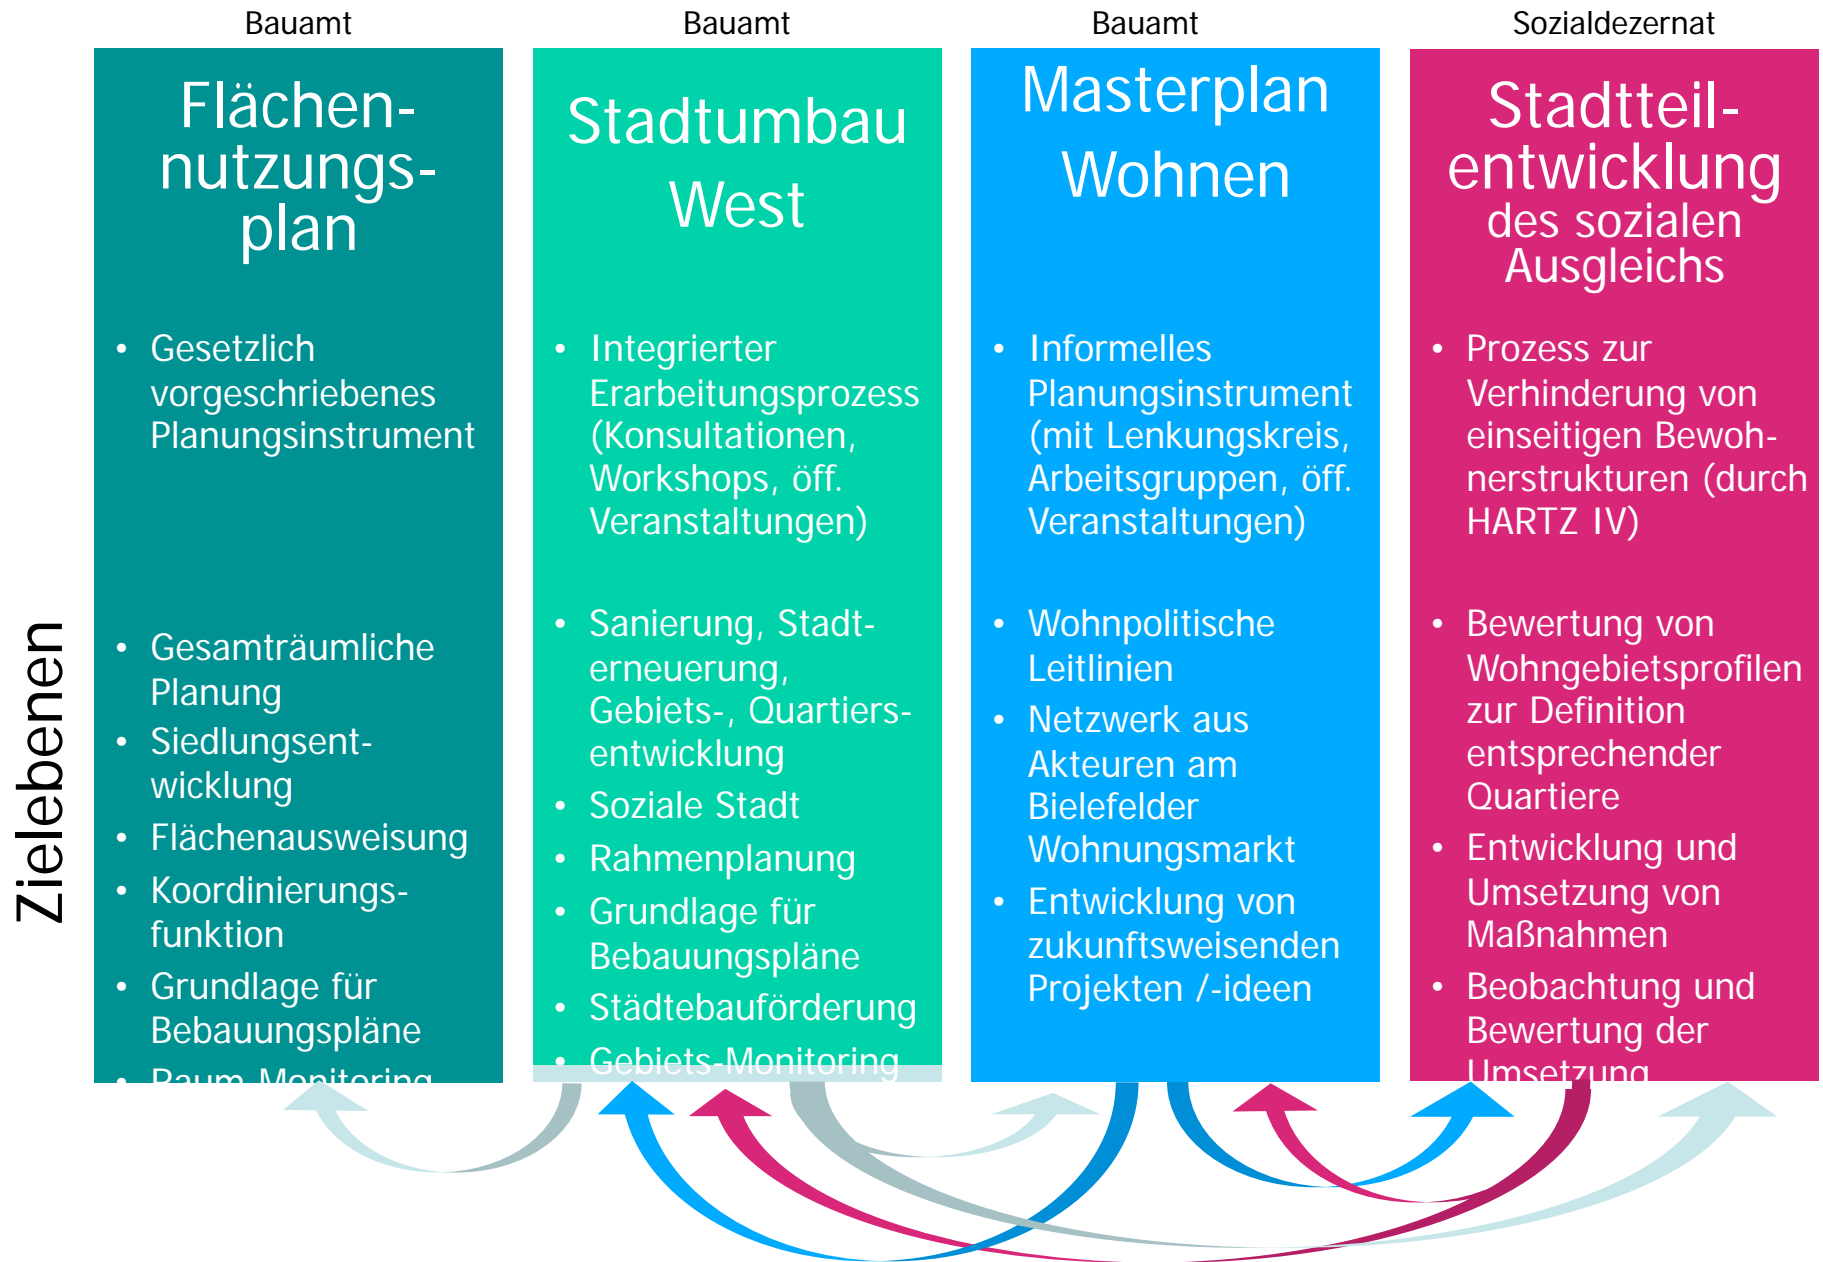 Bauamt
Flächen-
nutzungs-
plan
• Gesetzlich
vorgeschriebenes
Planungsinstrument
• Gesamträumliche
Planung
• Siedlungsent-
wicklung
• Flächenausweisung
• Koordinierungs-
funktion
• Grundlage für
Bebauungspläne
• Raum-Monitoring
Bauamt
Stadtumbau
West
• Integrierter
Erarbeitungsprozess
(Konsultationen,
Workshops, öff.
Veranstaltungen)
• Sanierung, Stadt-
erneuerung,
Gebiets-, Quartiers-
entwicklung
• Soziale Stadt
• Rahmenplanung
• Grundlage für
Bebauungspläne
• Städtebauförderung
• Gebiets-Monitoring
Bauamt
Masterplan
Wohnen
• Informelles
Planungsinstrument
(mit Lenkungskreis,
Arbeitsgruppen, öff.
Veranstaltungen)
• Wohnpolitische
Leitlinien
• Netzwerk aus
Akteuren am
Bielefelder
Wohnungsmarkt
• Entwicklung von
zukunftsweisenden
Projekten /-ideen
Sozialdezernat
Stadtteil-
entwicklung
des sozialen
Ausgleichs
• Prozess zur
Verhinderung von
einseitigen Bewoh-
nerstrukturen (durch
HARTZ IV)
• Bewertung von
Wohngebietsprofilen
zur Definition
entsprechender
Quartiere
• Entwicklung und
Umsetzung von
Maßnahmen
• Beobachtung und
Bewertung der
Umsetzung
Zielebenen